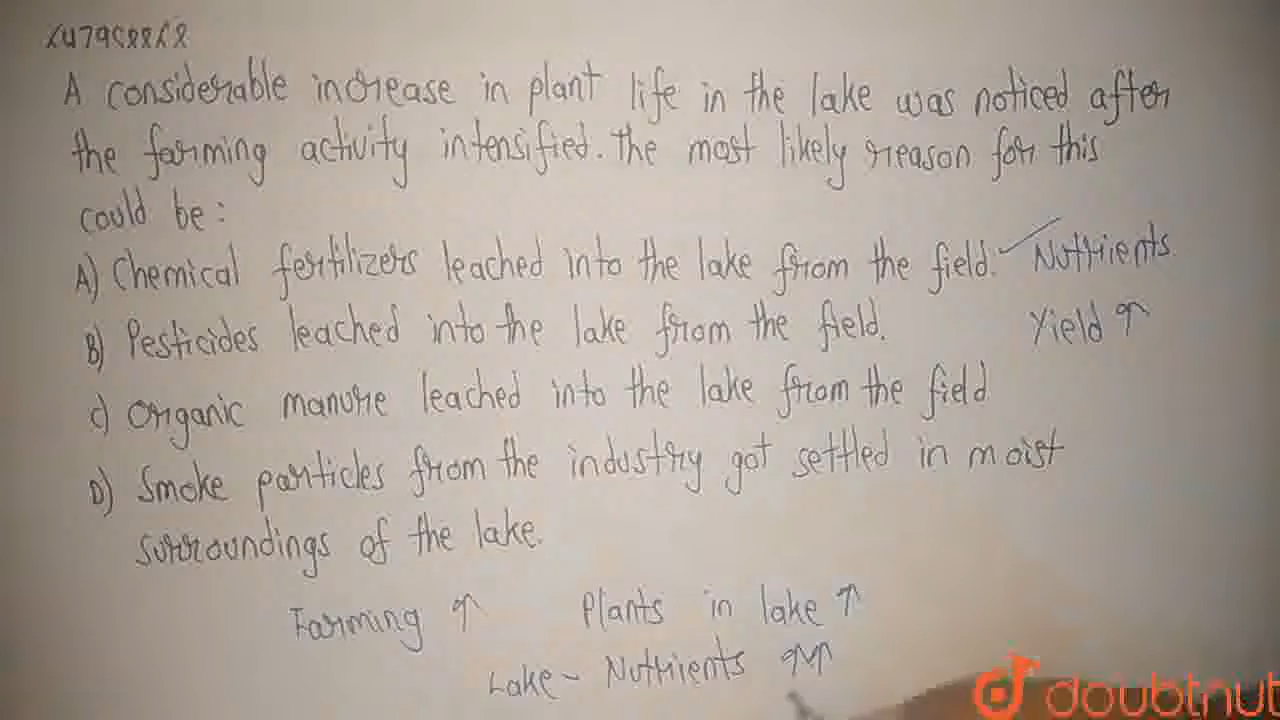 A considerable increase in plant life in the lake was noticed after
the farming activity intensified. The most likely reason for this
could be:
A) Chemical fertilizers leached into the lake from the field. ✓ Nutrients
B) Pesticides leached into the lake from the field. Yield ↑
C) Organic manure leached into the lake from the field
D) Smoke particles from the industry got settled in moist
surroundings of the lake.
Farming ↑ Plants in lake ↑
Lake - Nutrients ↑↑↑
doubtnut